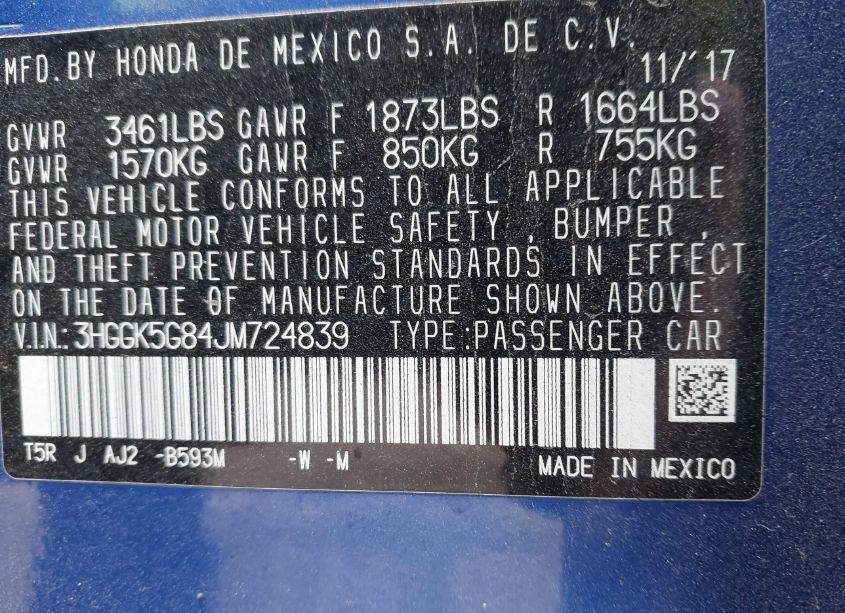 MFD. BY HONDA DE MEXICO S.A. DE C.V.
11/'17
GVWR 3461LBS GAWR F 1873LBS R 1664LBS
GVWR 1570KG GAWR F 850KG R 755KG
THIS VEHICLE CONFORMS TO ALL APPLICABLE
FEDERAL MOTOR VEHICLE SAFETY , BUMPER ,
AND THEFT PREVENTION STANDARDS IN EFFECT
ON THE DATE OF MANUFACTURE SHOWN ABOVE.
V.I.N.:3HGGK5G84JM724839 TYPE:PASSENGER CAR
T5R J AJ2 -B593M -W -M
MADE IN MEXICO